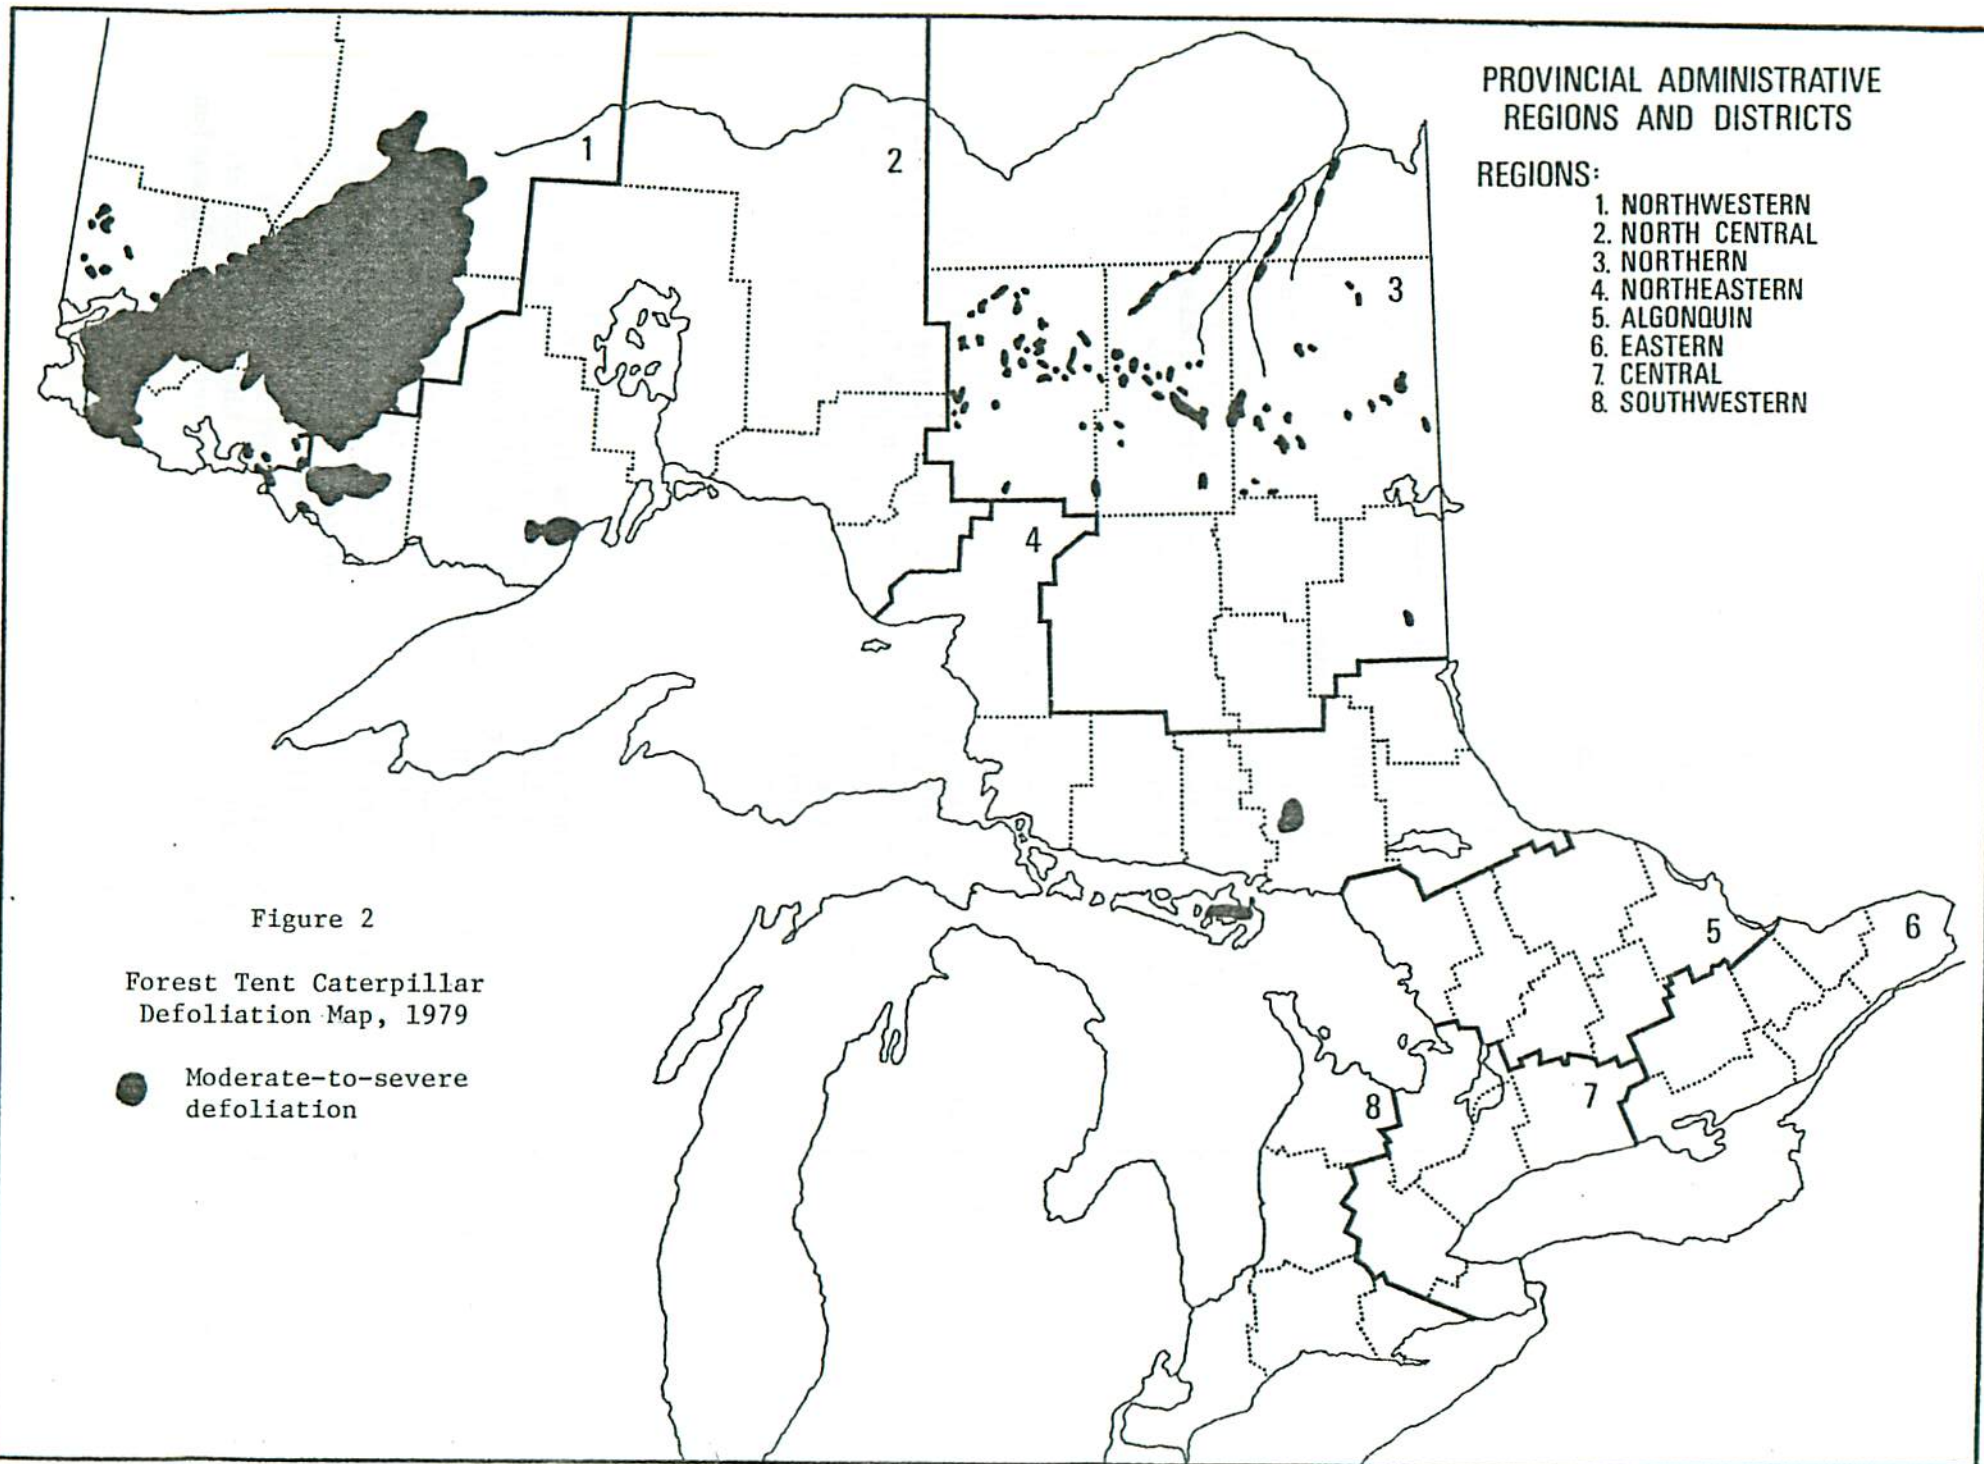 PROVINCIAL ADMINISTRATIVE
REGIONS AND DISTRICTS
REGIONS:
1. NORTHWESTERN
2. NORTH CENTRAL
3. NORTHERN
4. NORTHEASTERN
5. ALGONQUIN
6. EASTERN
7. CENTRAL
8. SOUTHWESTERN
1
2
3
4
5
6
7
8
Figure 2
Forest Tent Caterpillar
Defoliation Map, 1979
Moderate-to-severe
defoliation